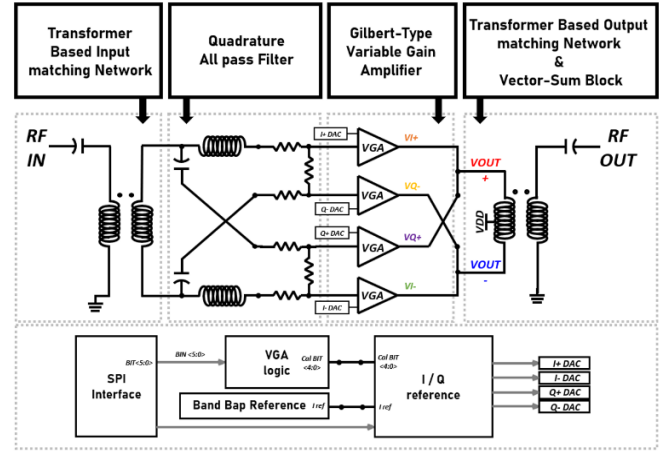 Transformer
Based Input
matching Network
Quadrature
All pass Filter
Gilbert-Type
Variable Gain
Amplifier
Transformer Based Output
matching Network
&
Vector-Sum Block
RF
IN
I+ DAC
VGA
VI+
VGA
VQ-
Q- DAC
Q+ DAC
VGA
VQ+
VGA
VI-
I- DAC
VOUT
+
VDD
VOUT
-
RF
OUT
SPI
Interface
BIT<5:0>
BIN <5:0>
VGA
logic
Col BIT
<4:0>
Band Bap Reference
I ref
Col BIT
<4:0>
I ref
I / Q
reference
I+ DAC
I- DAC
Q+ DAC
Q- DAC